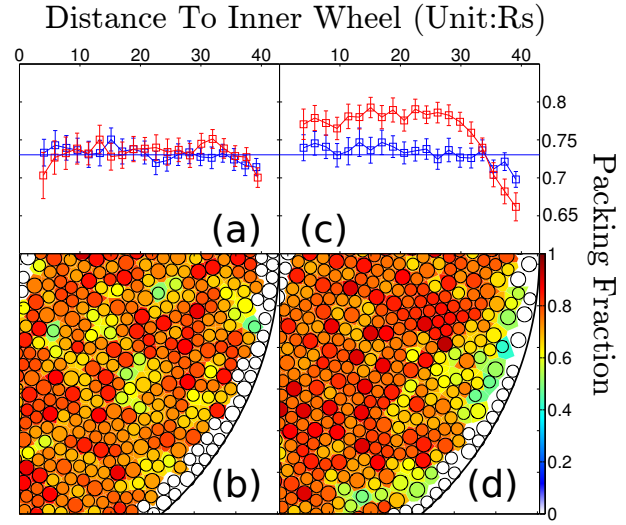 Distance To Inner Wheel (Unit:Rs)
0 10 20 30 40 10 20 30 40
0.8
0.75
0.7
0.65
Packing Fraction
(a) (c)
1
0.8
0.6
0.4
0.2
0
(b) (d)